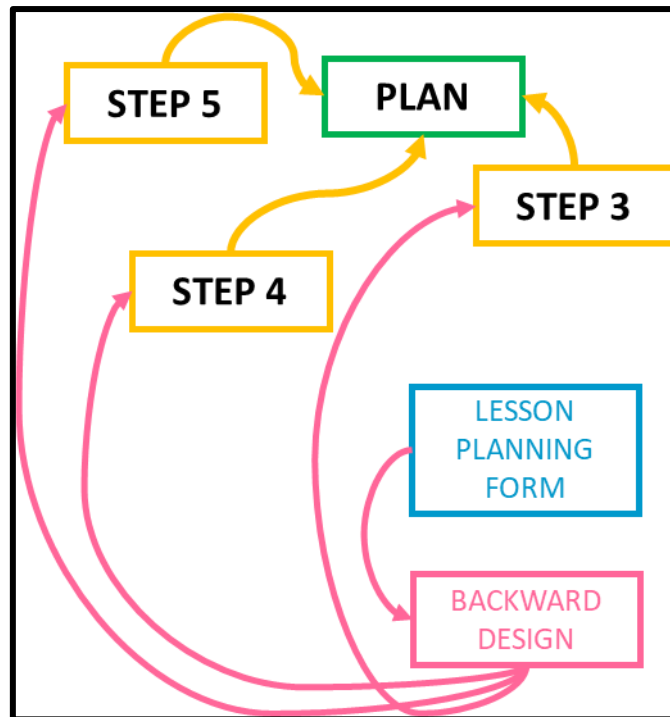 STEP 5
PLAN
STEP 3
STEP 4
LESSON
PLANNING
FORM
BACKWARD
DESIGN